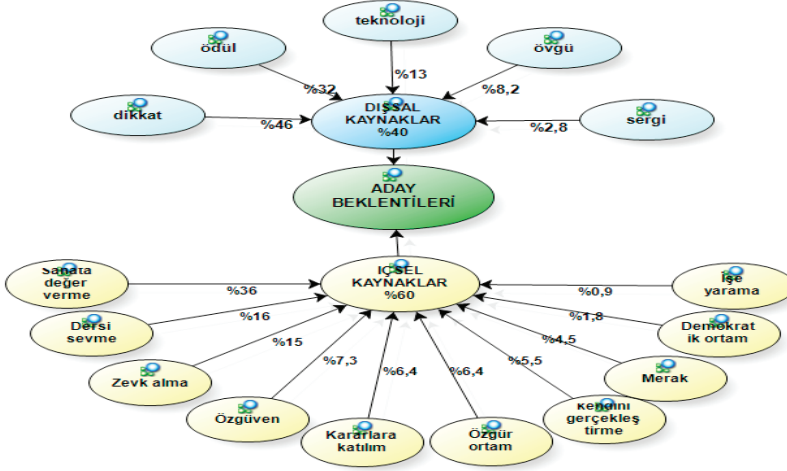 teknoloji
ödül
övgü
dikkat
sergi
%13
%32
%8,2
%46
%2,8
DIŞSAL
KAYNAKLAR
%40
ADAY
BEKLENTİLERİ
İÇSEL
KAYNAKLAR
%60
Sanata
değer
verme
%36
%0,9
İşe
yarama
Dersi
sevme
%16
%1,8
Demokrat
ik ortam
Zevk alma
%15
%4,5
Merak
Özgüven
%7,3
%6,4
%6,4
%5,5
Kendini
gerçekleş
tirme
Kararlara
katılım
Özgür
ortam